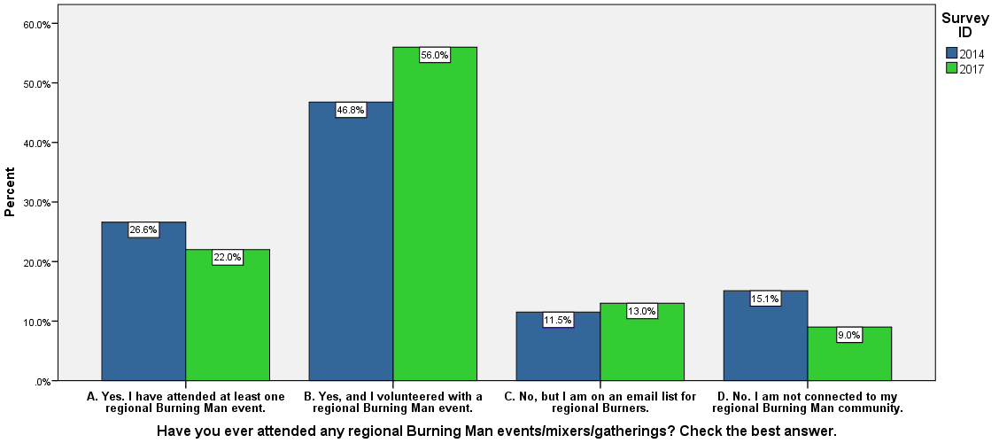 60.0%
50.0%
40.0%
30.0%
20.0%
10.0%
.0%
Percent
26.6%
22.0%
46.8%
56.0%
11.5%
13.0%
15.1%
9.0%
A. Yes. I have attended at least one
regional Burning Man event.
B. Yes, and I volunteered with a
regional Burning Man event.
C. No, but I am on an email list for
regional Burners.
D. No. I am not connected to my
regional Burning Man community.
Have you ever attended any regional Burning Man events/mixers/gatherings? Check the best answer.
Survey
ID
2014
2017